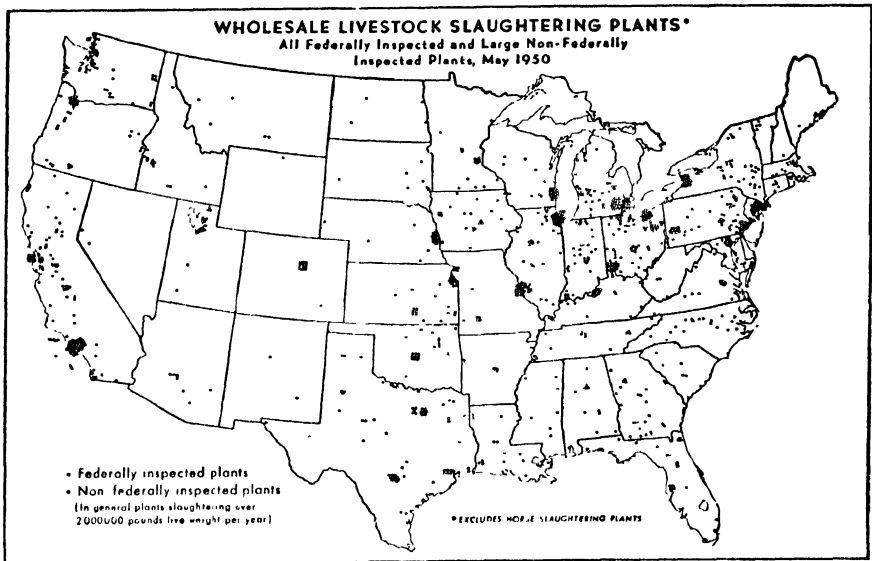 WHOLESALE LIVESTOCK SLAUGHTERING PLANTS*
All Federally Inspected and Large Non-Federally
Inspected Plants, May 1950
• Federally inspected plants
• Non federally inspected plants
(In general plants slaughtering over
2000000 pounds live weight per year)
*EXCLUDES HORSE SLAUGHTERING PLANTS